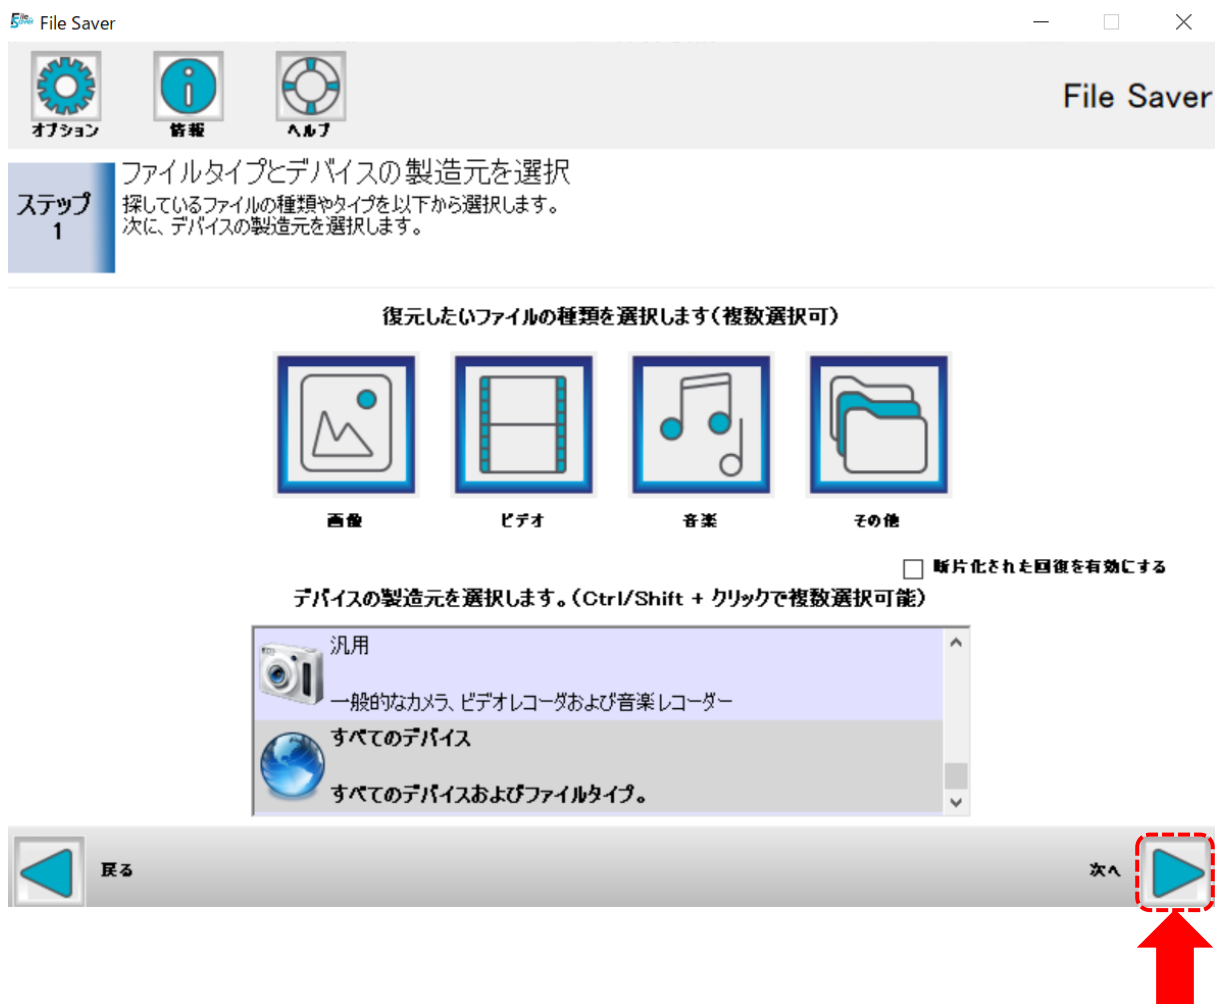 File Saver
File Saver
オプション
情報
ヘルプ
File Saver
ステップ
1
ファイルタイプとデバイスの製造元を選択
探しているファイルの種類やタイプを以下から選択します。
次に、デバイスの製造元を選択します。
復元したいファイルの種類を選択します(複数選択可)
画像
ビデオ
音楽
その他
断片化された回復を有効にする
デバイスの製造元を選択します。(Ctrl/Shift + クリックで複数選択可能)
汎用
一般的なカメラ、ビデオレコーダおよび音楽レコーダー
すべてのデバイス
すべてのデバイスおよびファイルタイプ。
戻る
次へ